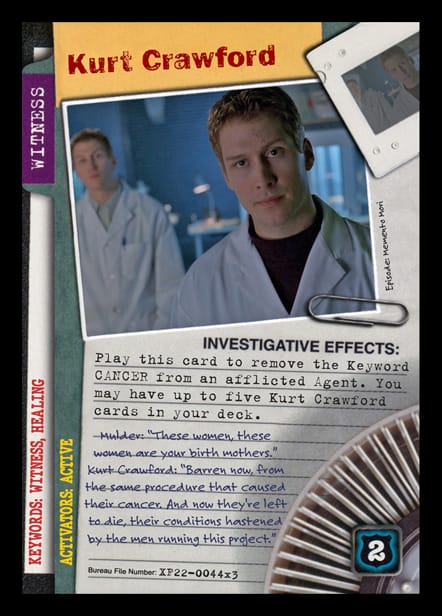 Kurt Crawford
WITNESS
Episode: Memento Mori
INVESTIGATIVE EFFECTS:
Play this card to remove the Keyword
CANCER from an afflicted Agent. You
may have up to five Kurt Crawford
cards in your deck.
Mulder: "These women, these
women are your birth mothers."
Kurt Crawford: "Barren now, from
the same procedure that caused
their cancer. And now they're left
to die, their conditions hastened
by the men running this project."
Bureau File Number: XF22-0044x3
KEYWORDS: WITNESS, HEALING
ACTIVATORS: ACTIVE
2